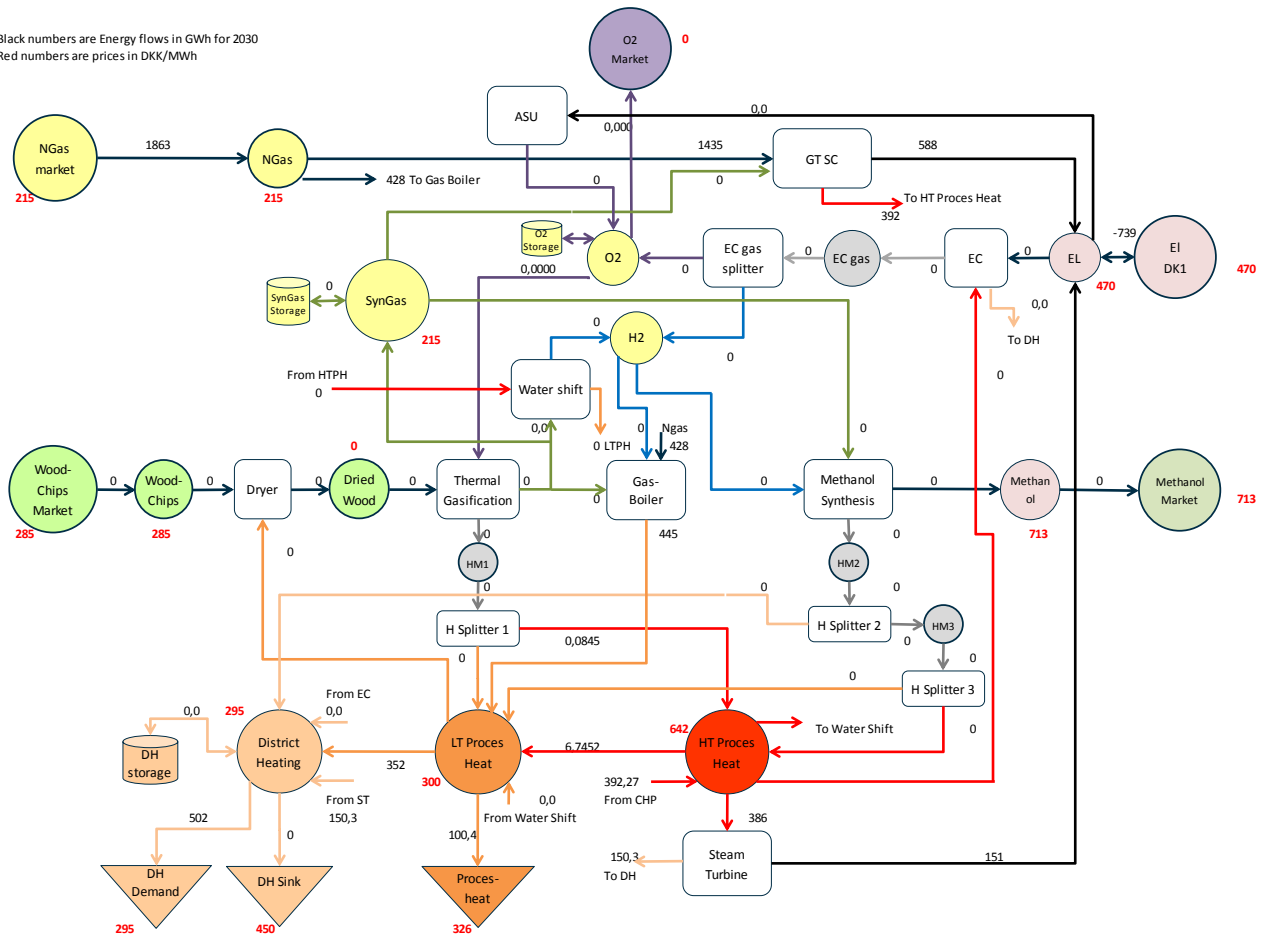 Black numbers are Energy flows in GWh for 2030
Red numbers are prices in DKK/MWh
O2
Market
0
ASU
0,0
0,000
NGas
market
215
1863
NGas
215
1435
428 To Gas Boiler
0
0
GT SC
588
To HT Proces Heat
392
O2
Storage
O2
0,0000
0
EC gas
splitter
0
EC gas
0
EC
0
EL
470
-739
El
DK1
470
0,0
To DH
0
SynGas
Storage
0
SynGas
215
0
H2
0
From HTPH
0
Water shift
0,0
0 LTPH
0
Ngas
428
0
Wood-
Chips
Market
285
0
Wood-
Chips
285
0
Dryer
0
0
Dried
Wood
0
Thermal
Gasification
0
Gas-
Boiler
0
Methanol
Synthesis
0
Methan
ol
713
0
Methanol
Market
713
0
0
445
0
HM1
0
HM2
0
0
H Splitter 1
0,0845
0
H Splitter 2
0
HM3
0
0
H Splitter 3
0
From EC
0,0
295
District
Heating
0,0
DH
storage
From ST
150,3
352
LT Proces
Heat
300
6,7452
642
HT Proces
Heat
To Water Shift
392,27
From CHP
0,0
From Water Shift
386
502
0
100,4
Steam
Turbine
150,3
To DH
151
DH
Demand
295
DH Sink
450
Proces-
heat
326